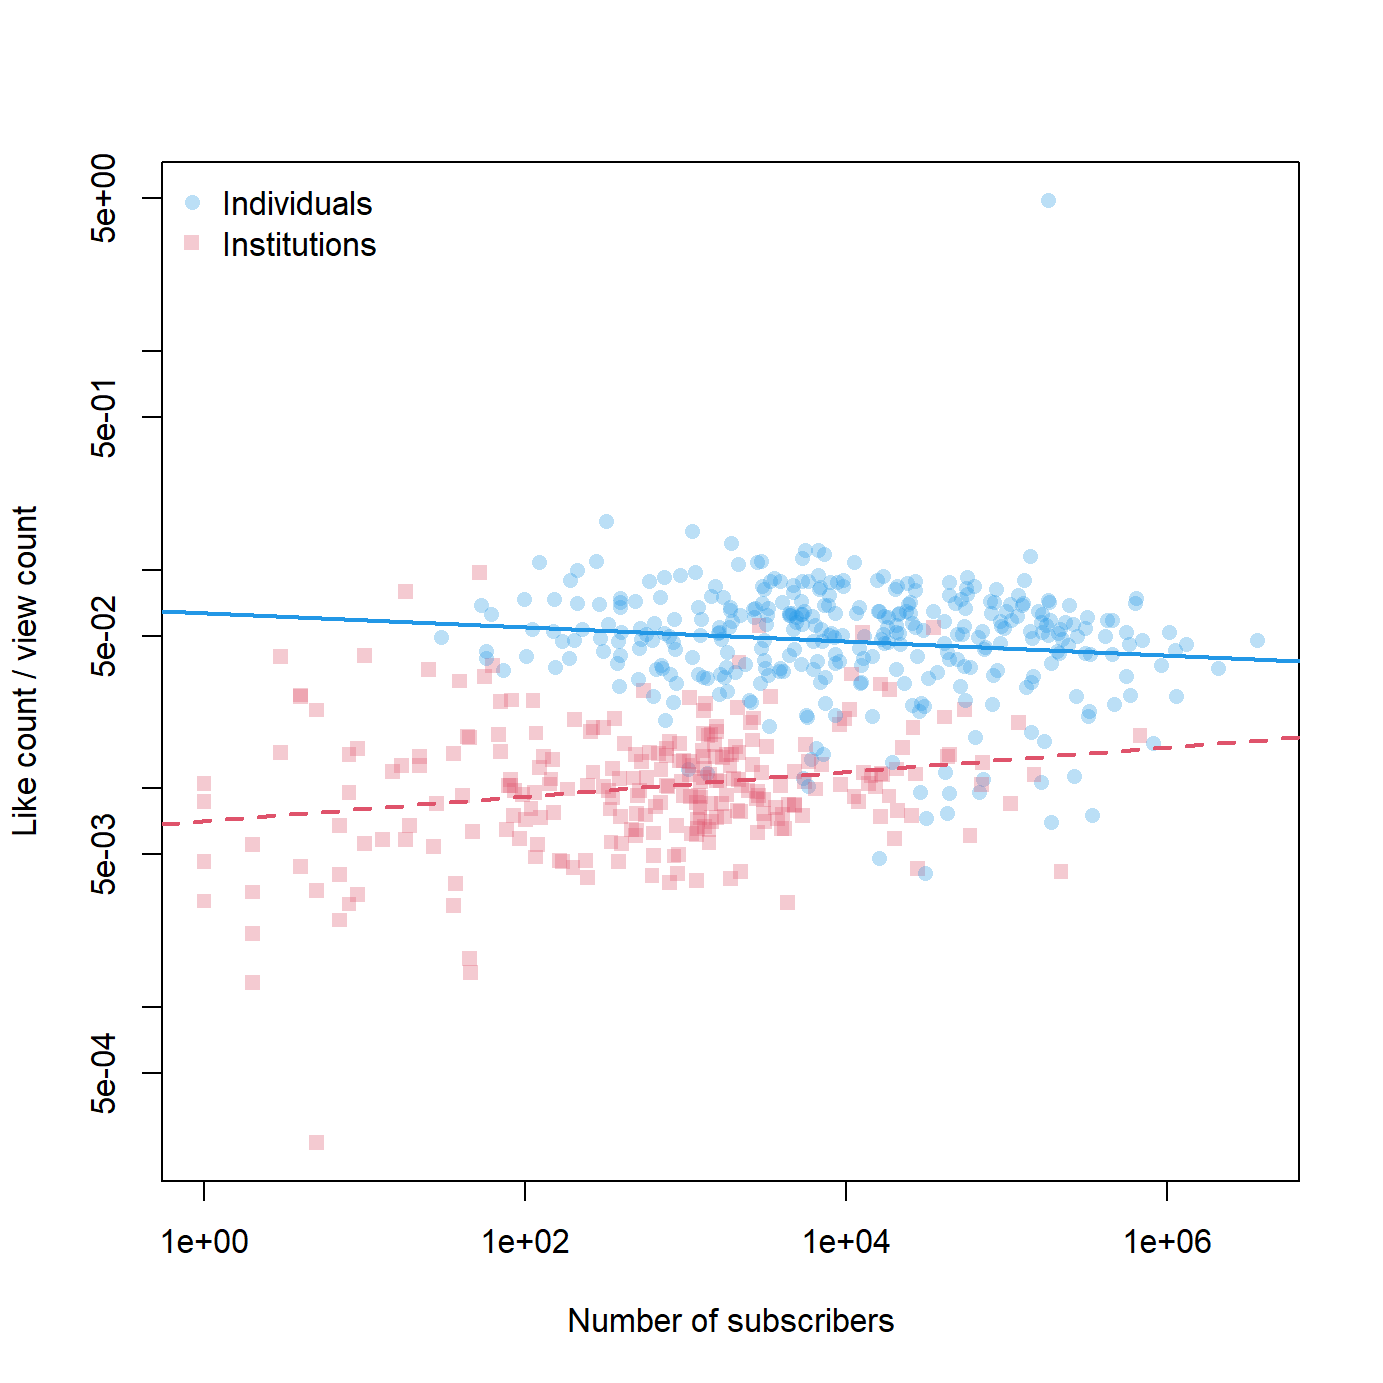 Individuals
Institutions
5e+00
5e-01
5e-02
5e-03
5e-04
Like count / view count
1e+00
1e+02
1e+04
1e+06
Number of subscribers